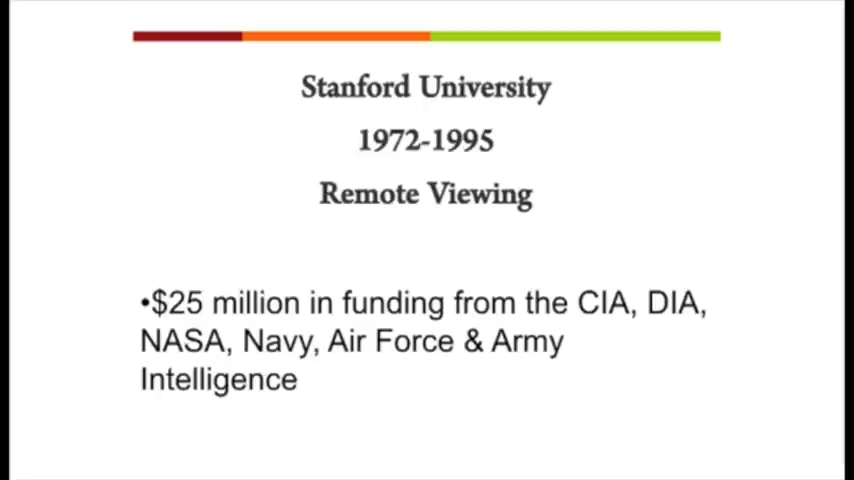 Stanford University
1972-1995
Remote Viewing
•$25 million in funding from the CIA, DIA,
NASA, Navy, Air Force & Army
Intelligence